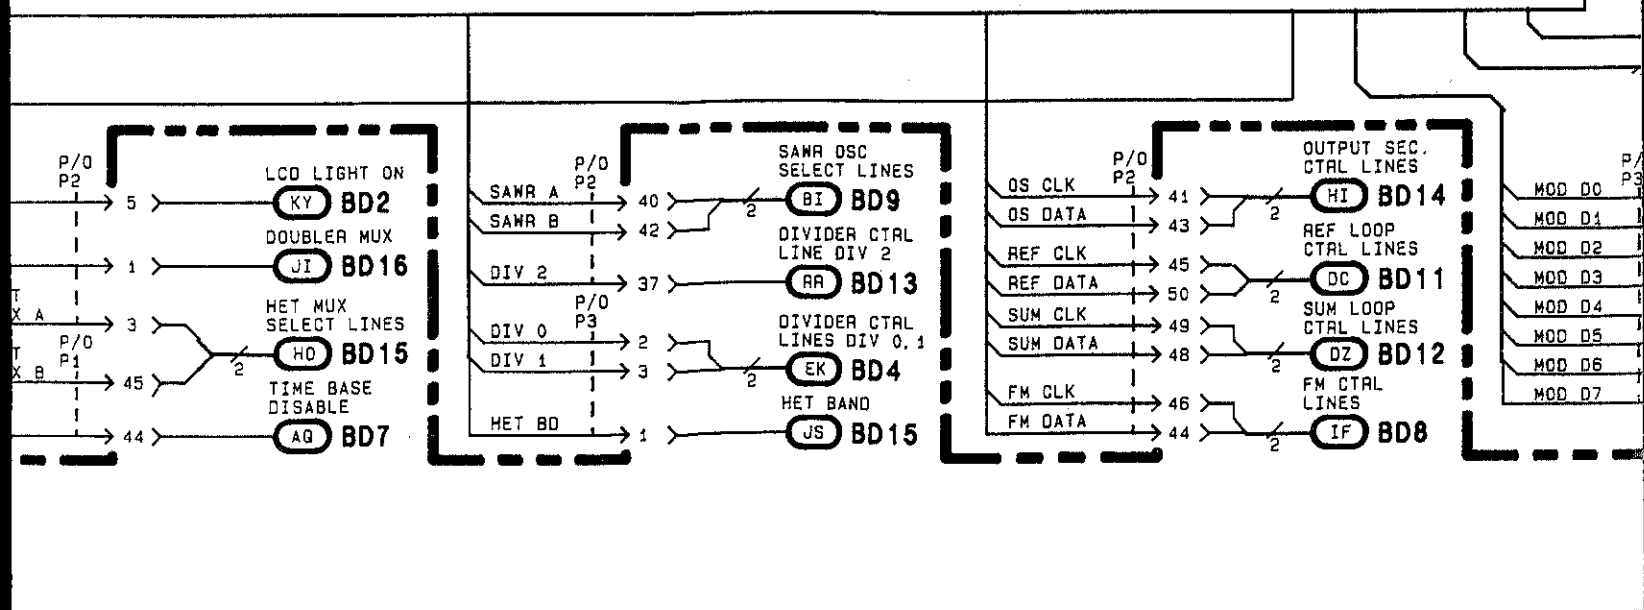 P/O
P2
5
LCD LIGHT ON
KY BD2
1
DOUBLER MUX
JI BD16
T
X A
3
HET MUX
SELECT LINES
HO BD15
2
P/O
P1
T
X B
45
TIME BASE
DISABLE
44
AQ BD7
P/O
P2
SAWR A
40
SAWR B
42
SAWR OSC
SELECT LINES
BI BD9
2
DIV 2
37
DIVIDER CTRL
LINE DIV 2
BD13
P/O
P3
DIV 0
2
DIV 1
3
DIVIDER CTRL
LINES DIV 0,1
EK BD4
2
HET BD
1
HET BAND
JS BD15
P/O
P2
OS CLK
41
OS DATA
43
OUTPUT SEC.
CTRL LINES
HI BD14
2
REF CLK
45
REF DATA
50
REF LOOP
CTRL LINES
DC BD11
2
SUM CLK
49
SUM DATA
48
SUM LOOP
CTRL LINES
DZ BD12
2
FM CLK
46
FM DATA
44
FM CTRL
LINES
IF BD8
2
P/
P3
MOD D0
MOD D1
MOD D2
MOD D3
MOD D4
MOD D5
MOD D6
MOD D7